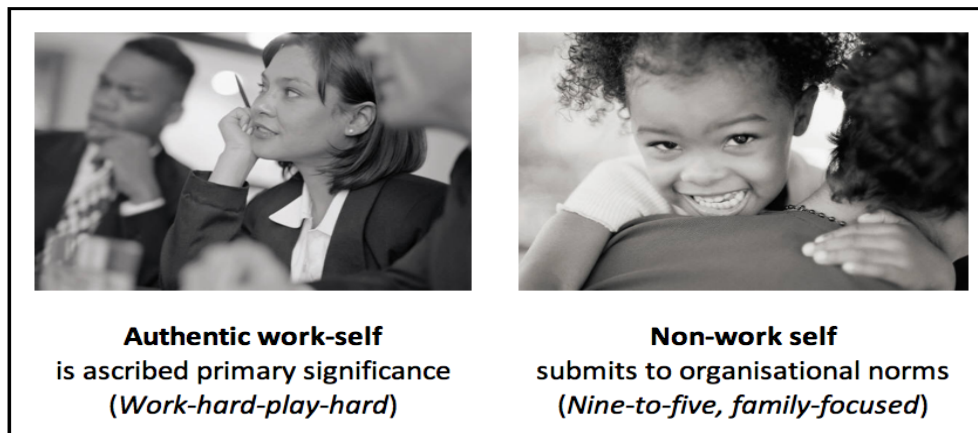 Authentic work-self
is ascribed primary significance
(Work-hard-play-hard)
Non-work self
submits to organisational norms
(Nine-to-five, family-focused)